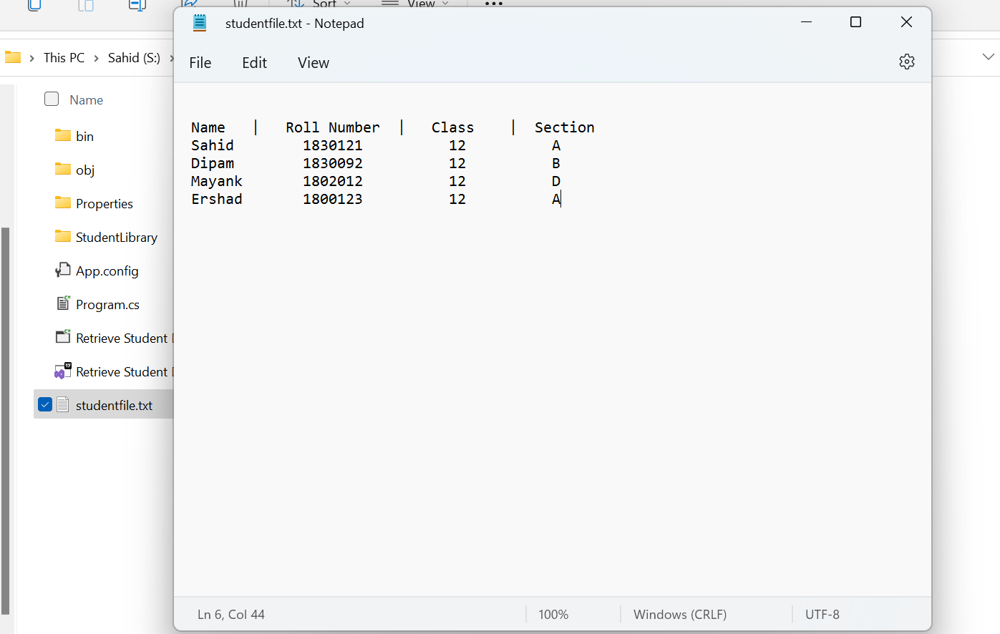 Sort
View
studentfile.txt - Notepad
This PC > Sahid (S:) >
File Edit View
Name
bin
obj
Properties
StudentLibrary
App.config
Program.cs
Retrieve Student
Retrieve Student
studentfile.txt
Name | Roll Number | Class | Section
Sahid 1830121 12 A
Dipam 1830092 12 B
Mayank 1802012 12 D
Ershad 1800123 12 A
Ln 6, Col 44 100% Windows (CRLF) UTF-8